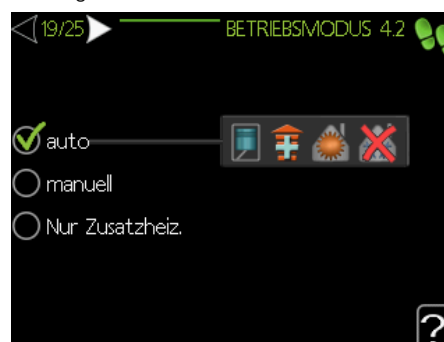 19/25 BETRIEBSMODUS 4.2
auto
manuell
Nur Zusatzheiz.
?